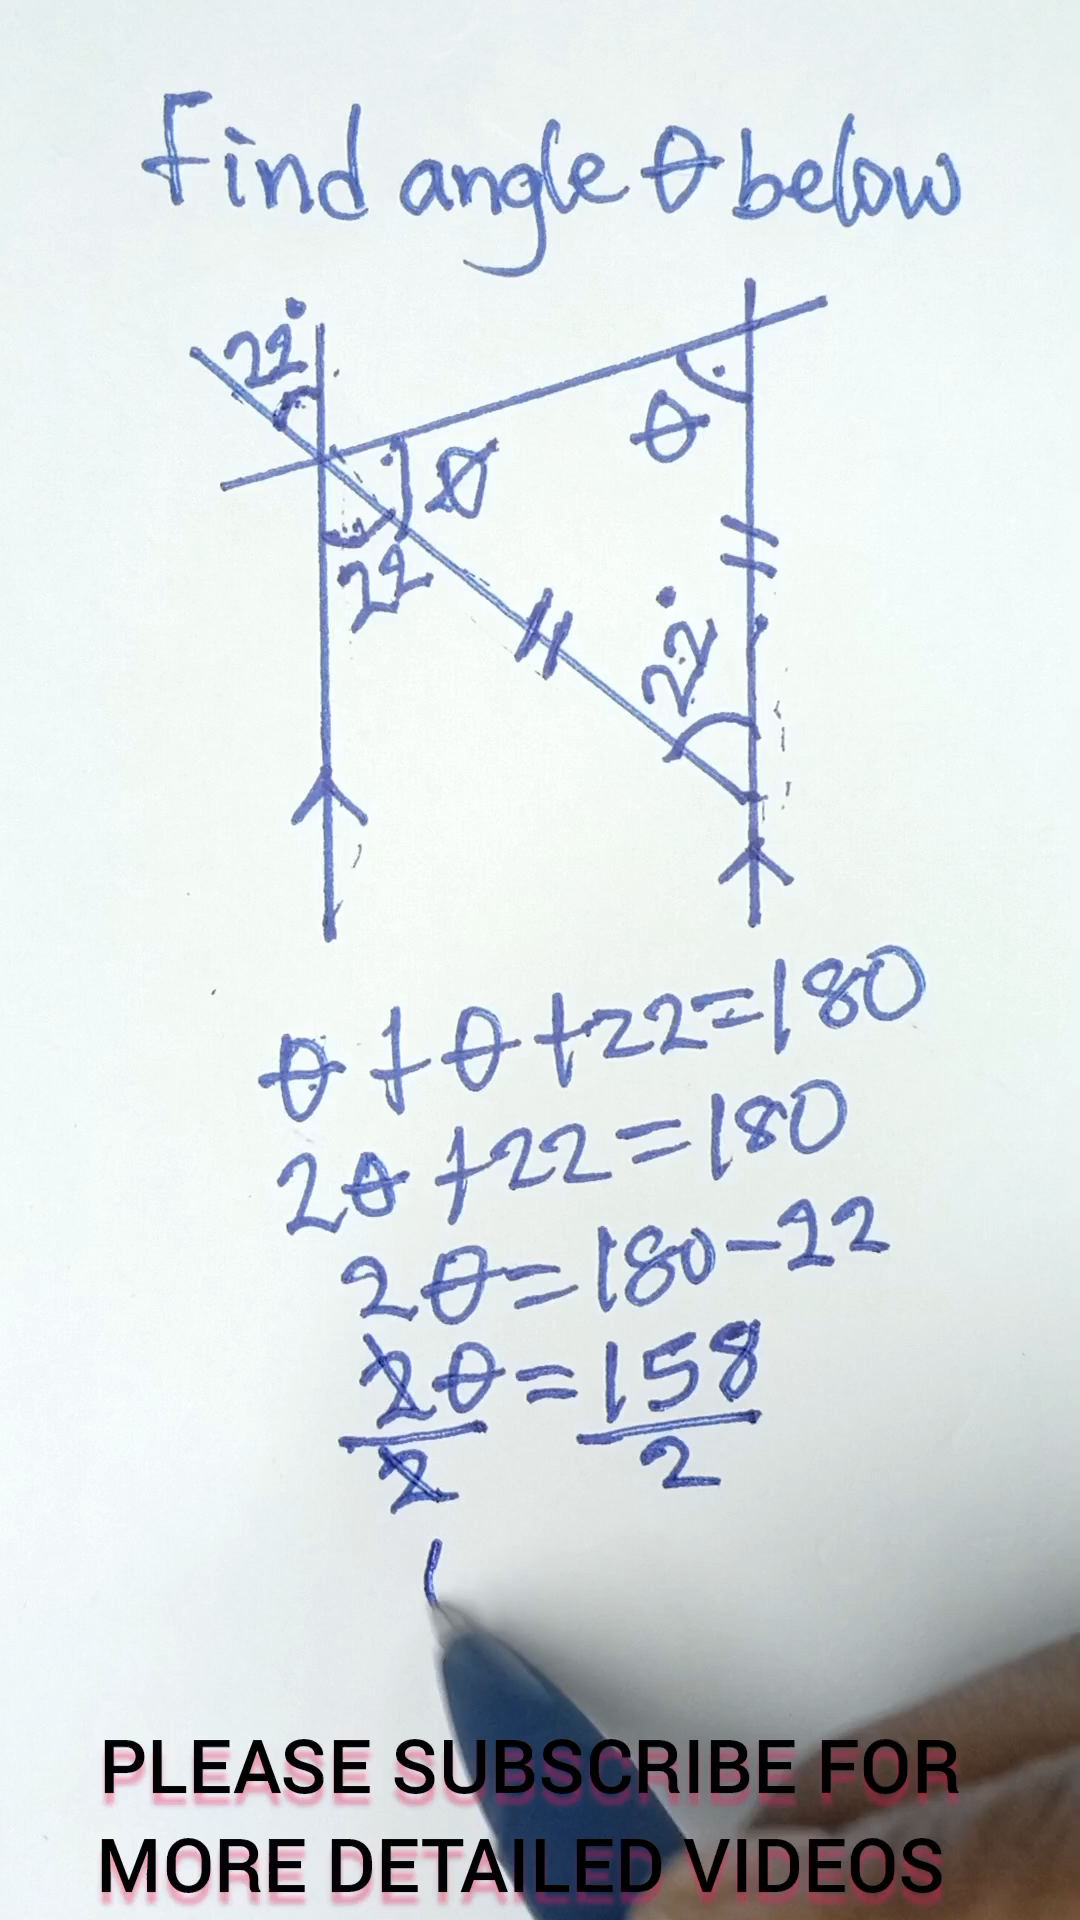 Find angle θ below
22°
θ
θ
22
22°
θ+θ+22=180
2θ+22=180
2θ=180-22
2θ=158
2 2
PLEASE SUBSCRIBE FOR
MORE DETAILED VIDEOS